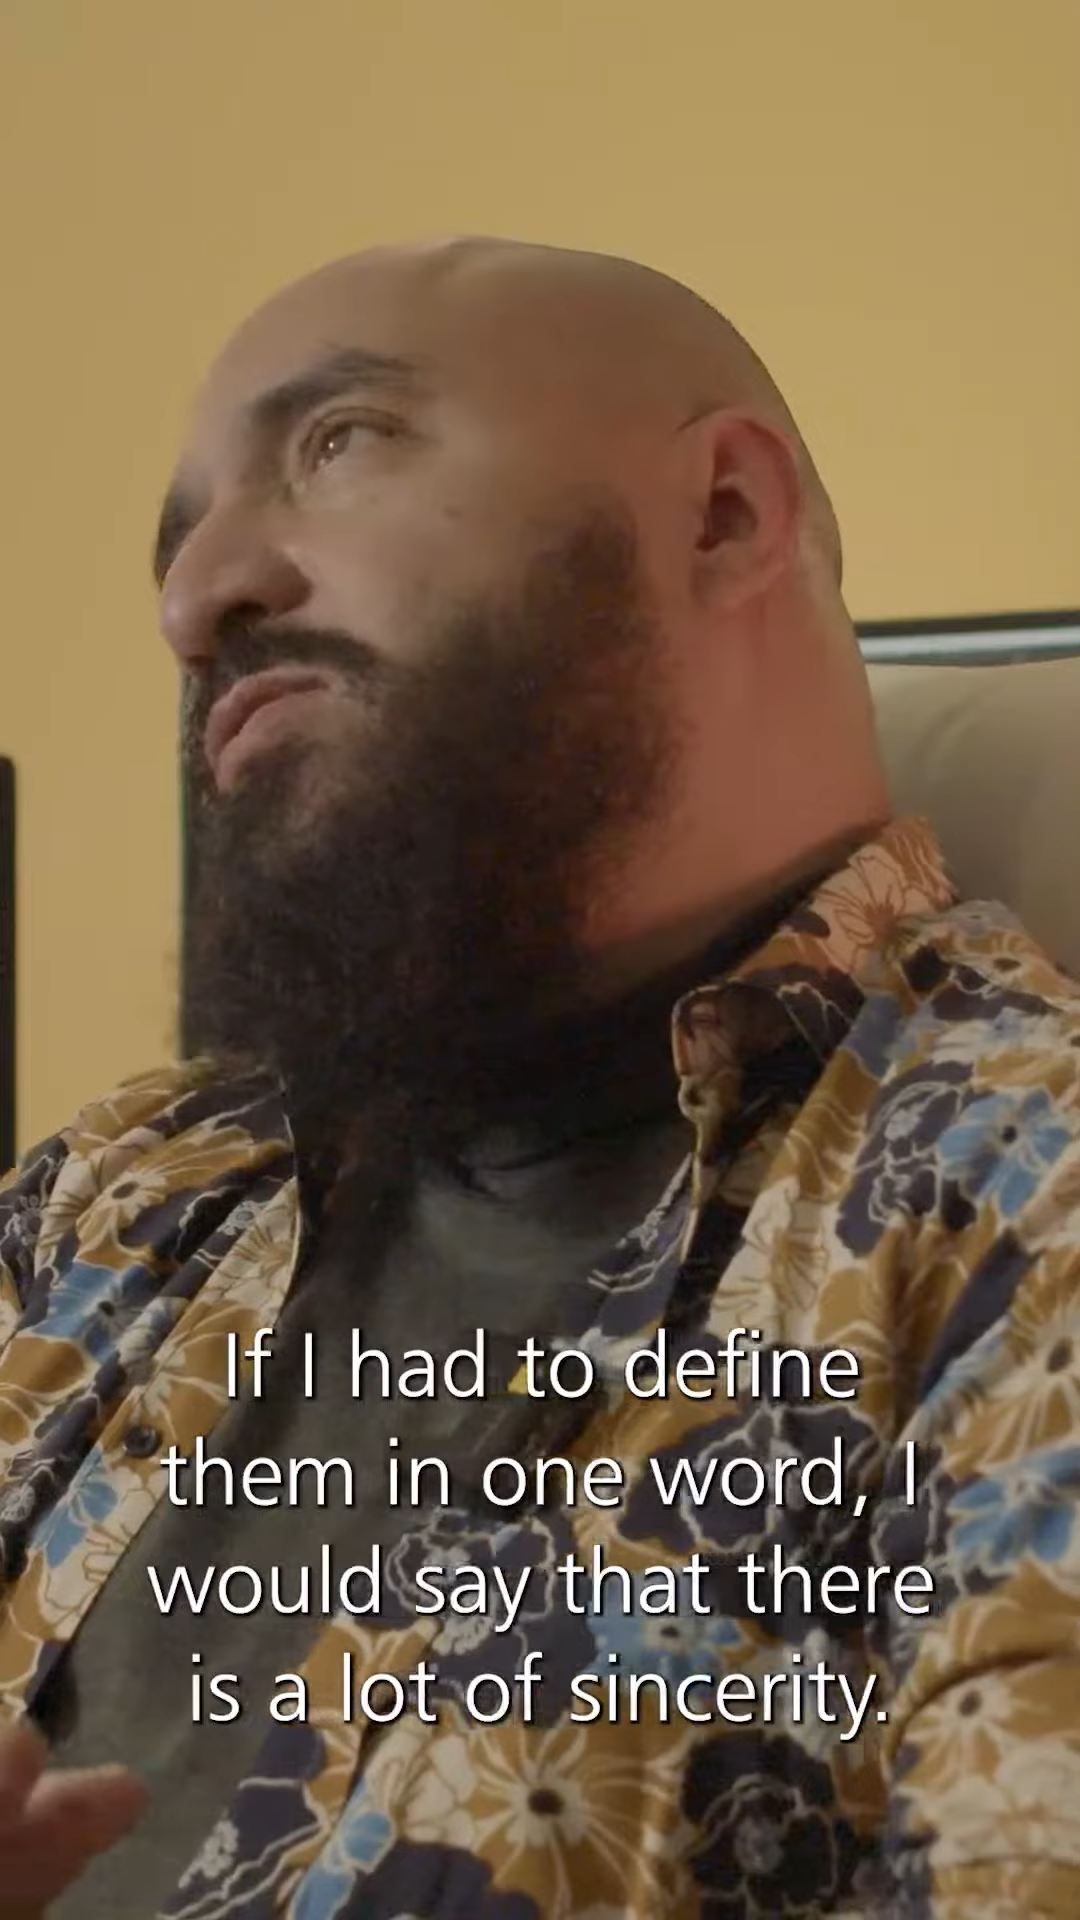 If I had to define
them in one word, I
would say that there
is a lot of sincerity.